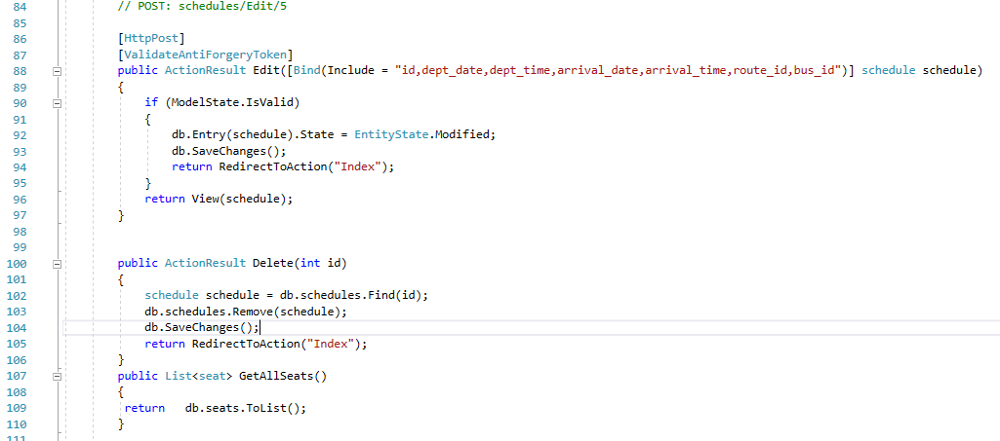 84 // POST: schedules/Edit/5
85
86 [HttpPost]
87 [ValidateAntiForgeryToken]
88 public ActionResult Edit([Bind(Include = "id,dept_date,dept_time,arrival_date,arrival_time,route_id,bus_id")] schedule schedule)
89 {
90 if (ModelState.IsValid)
91 {
92 db.Entry(schedule).State = EntityState.Modified;
93 db.SaveChanges();
94 return RedirectToAction("Index");
95 }
96 return View(schedule);
97 }
98
99
100 public ActionResult Delete(int id)
101 {
102 schedule schedule = db.schedules.Find(id);
103 db.schedules.Remove(schedule);
104 db.SaveChanges();
105 return RedirectToAction("Index");
106 }
107 public List<seat> GetAllSeats()
108 {
109 return db.seats.ToList();
110 }
111